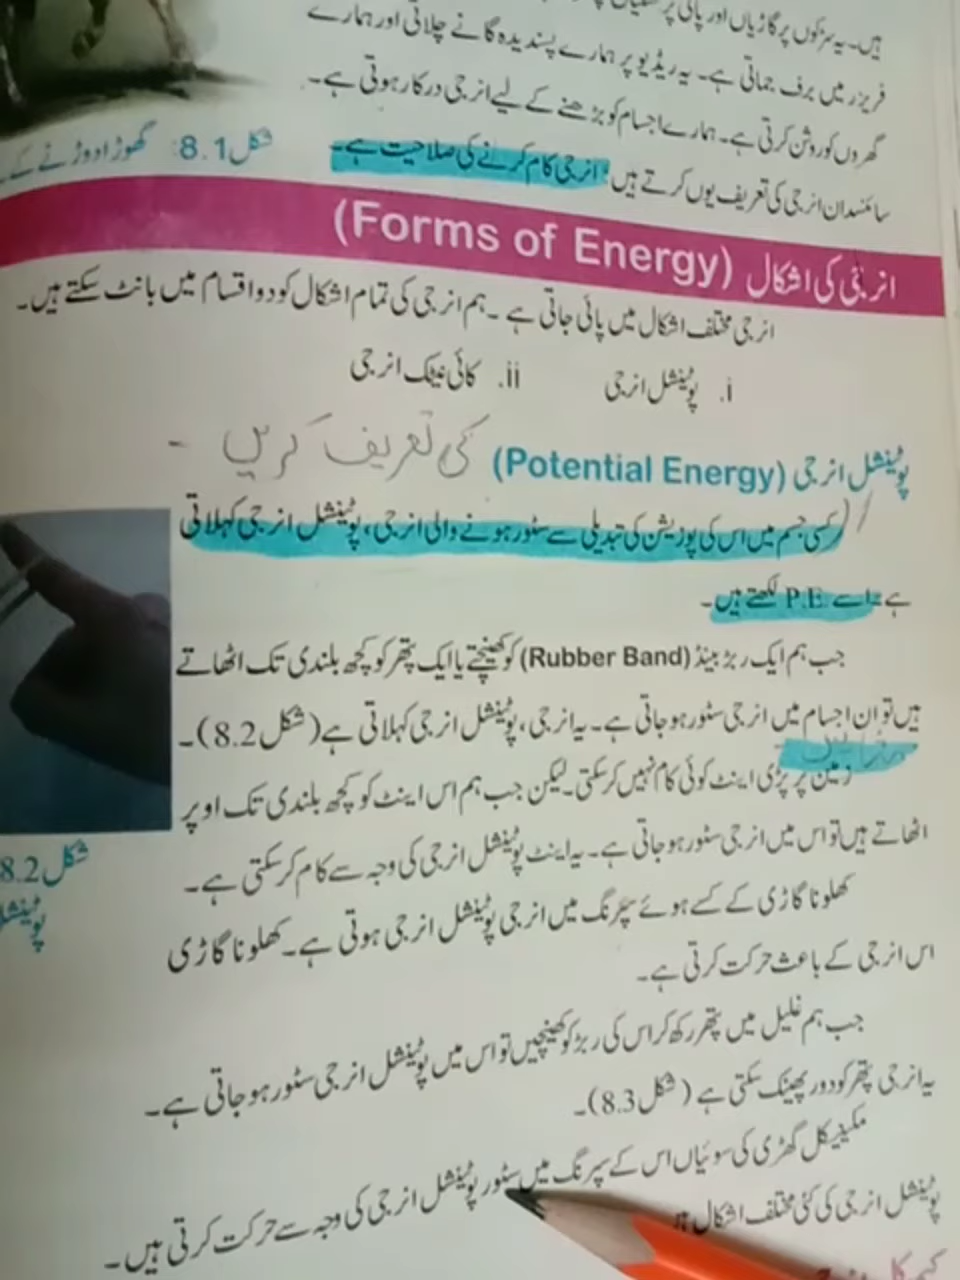 ہیں۔ یہ سڑکوں پر گاڑیاں اور پانی پر
فریزر میں برف جماتی ہے۔ یہ ریڈیو پر ہمارے پسندیدہ گانے چلاتی اور ہمارے
گھروں کو روشن کرتی ہے۔ ہمارے اجسام کو بڑھنے کے لیے انرجی درکار ہوتی ہے۔
سائنسدان انرجی کی تعریف یوں کرتے ہیں: انرجی کام کرنے کی صلاحیت ہے۔
شکل 8.1: گھوڑا دوڑنے کے
انرجی کی اشکال (Forms of Energy)
انرجی مختلف اشکال میں پائی جاتی ہے ۔ ہم انرجی کی تمام اشکال کو دو اقسام میں بانٹ سکتے ہیں۔
i. پوٹینشل انرجی ii. کائی نیٹک انرجی
پوٹینشل انرجی (Potential Energy) کی تعریف کریں ۔
کسی جسم میں اس کی پوزیشن کی تبدیلی سے سٹور ہونے والی انرجی، پوٹینشل انرجی کہلاتی
ہے۔ اسے P.E لکھتے ہیں۔
جب ہم ایک ربڑ بینڈ (Rubber Band) کو کھینچتے یا ایک پتھر کو کچھ بلندی تک اٹھاتے
ہیں تو ان اجسام میں انرجی سٹور ہو جاتی ہے۔ یہ انرجی، پوٹینشل انرجی کہلاتی ہے (شکل 8.2)۔
زمین پر پڑی اینٹ کوئی کام نہیں کر سکتی۔ لیکن جب ہم اس اینٹ کو کچھ بلندی تک اوپر
اٹھاتے ہیں تو اس میں انرجی سٹور ہو جاتی ہے۔ یہ اینٹ پوٹینشل انرجی کی وجہ سے کام کر سکتی ہے۔
شکل 8.2
کھلونا گاڑی کے کسے ہوئے سپرنگ میں انرجی پوٹینشل انرجی ہوتی ہے۔ کھلونا گاڑی
اس انرجی کے باعث حرکت کرتی ہے۔
جب ہم غلیل میں پتھر رکھ کر اس کی ربڑ کو کھینچیں تو اس میں پوٹینشل انرجی سٹور ہو جاتی ہے۔
یہ انرجی پتھر کو دور پھینک سکتی ہے (شکل 8.3)۔
مکینیکل گھڑی کی سوئیاں اس کے سپرنگ میں سٹور پوٹینشل انرجی کی وجہ سے حرکت کرتی ہیں۔
پوٹینشل انرجی کی کئی مختلف اشکال